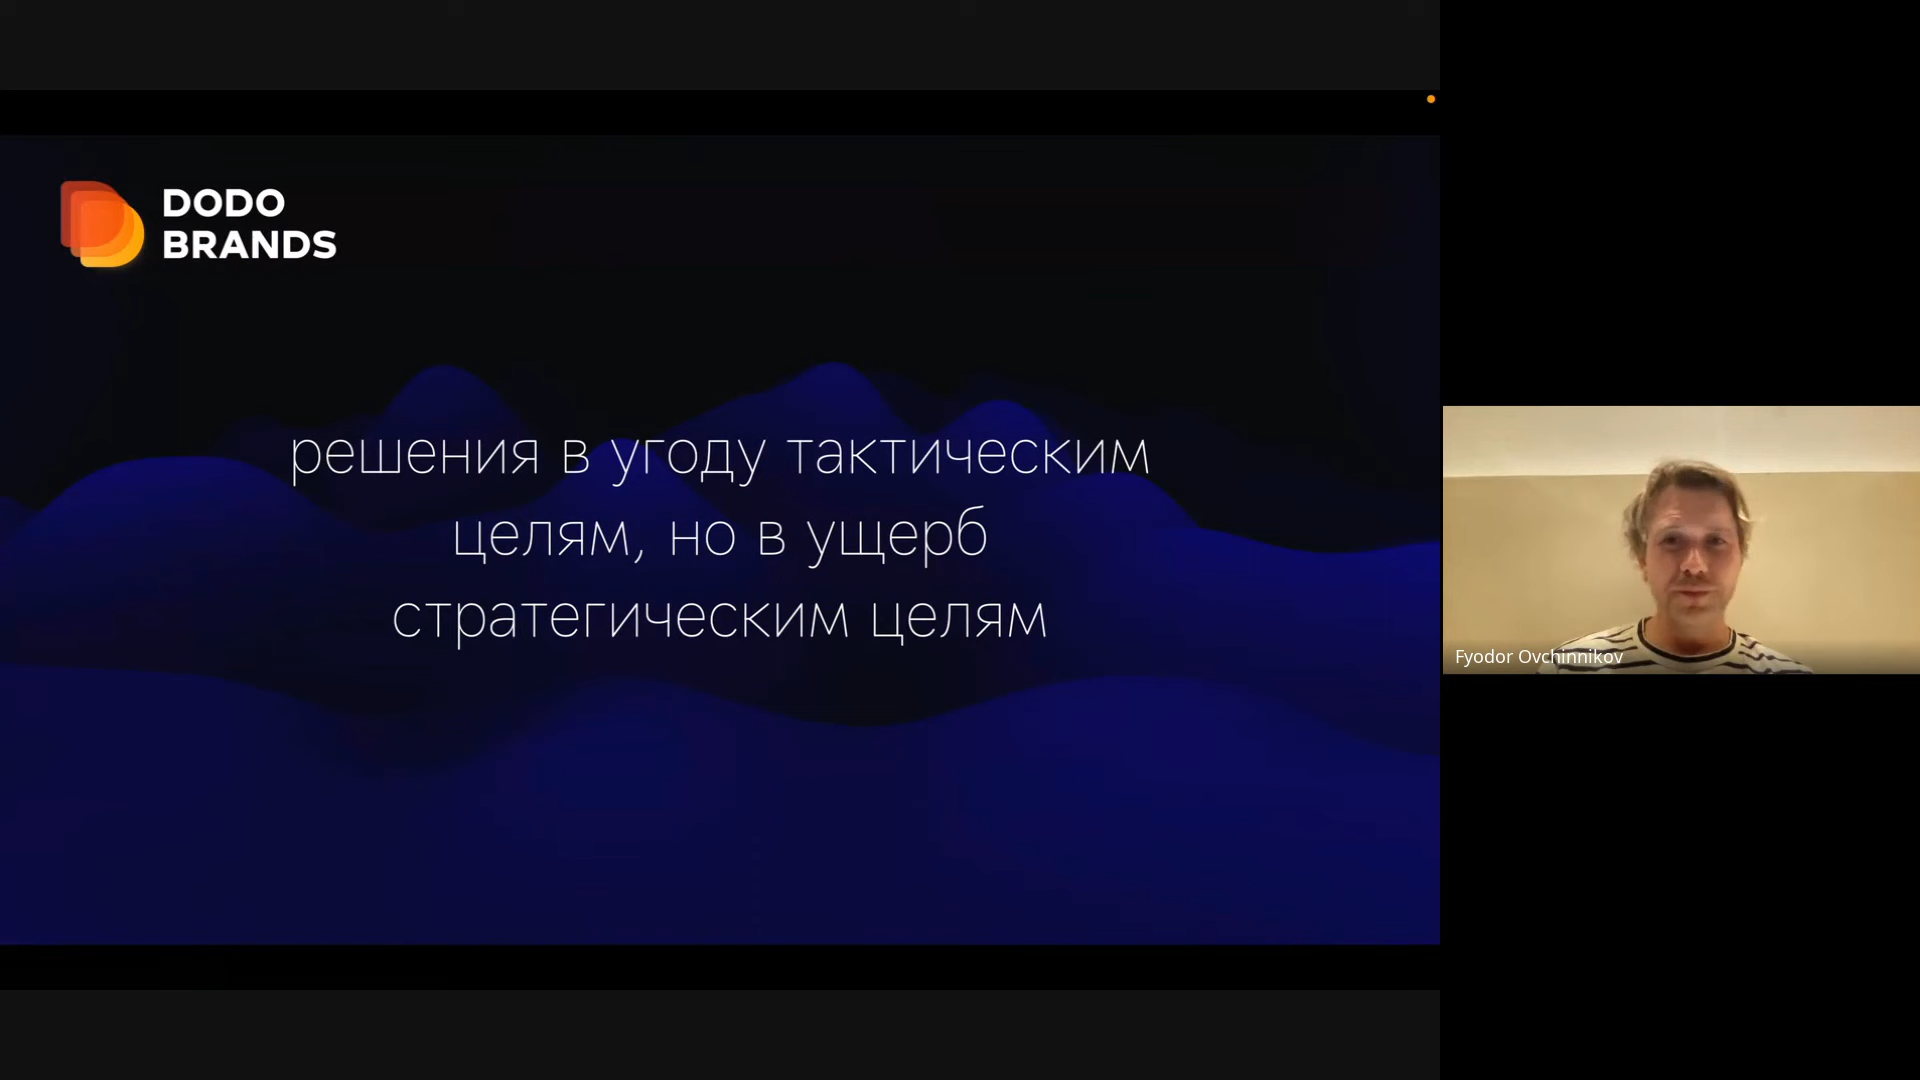 DODO
BRANDS
решения в угоду тактическим
целям, но в ущерб
стратегическим целям
Fyodor Ovchinnikov